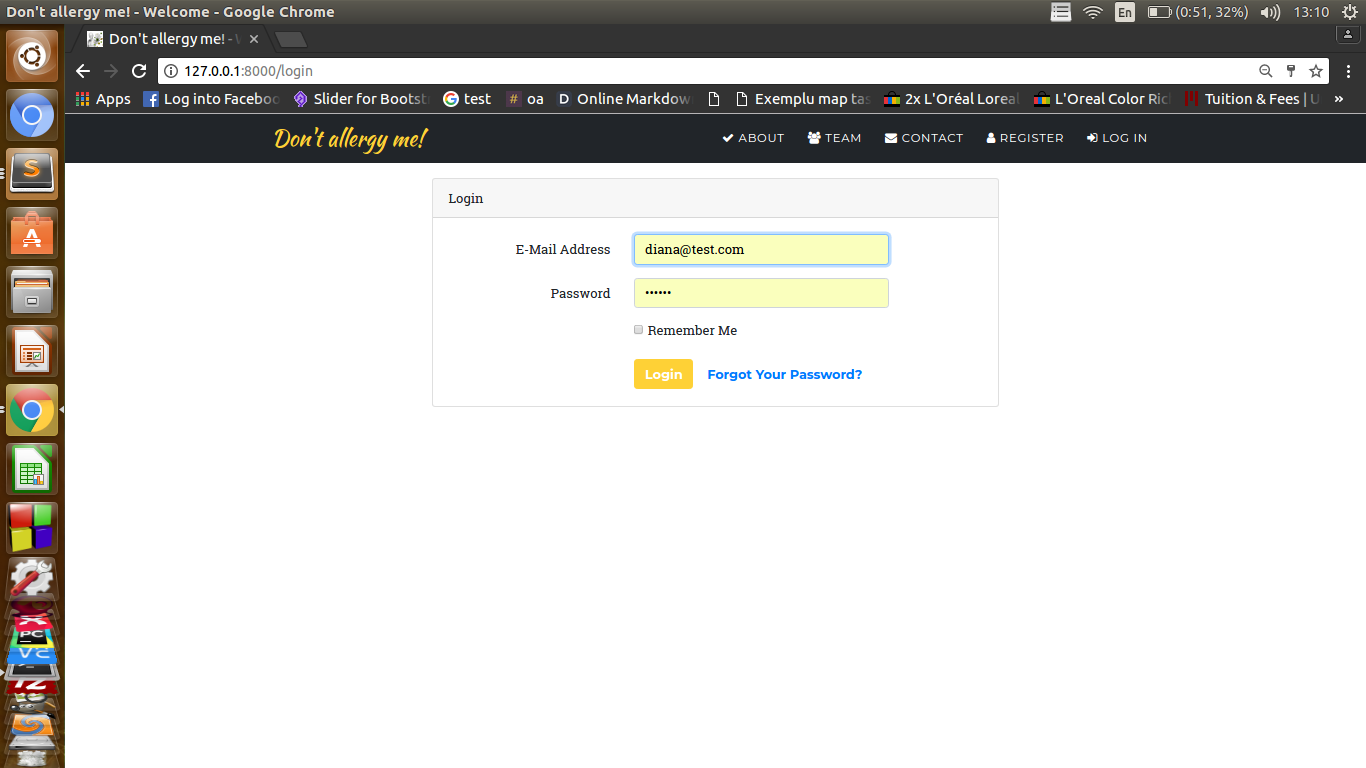 Don't allergy me! - Welcome - Google Chrome
En (0:51, 32%) 13:10
Don't allergy me! -
127.0.0.1:8000/login
Apps Log into Faceboo Slider for Bootst test # oa D Online Markdow Exemplu map tas 2x L'Oréal Loreal L'Oreal Color Ric Tuition & Fees | U »
Don't allergy me! ABOUT TEAM CONTACT REGISTER LOG IN
Login
E-Mail Address diana@test.com
Password ••••••
Remember Me
Login Forgot Your Password?
PC
VC